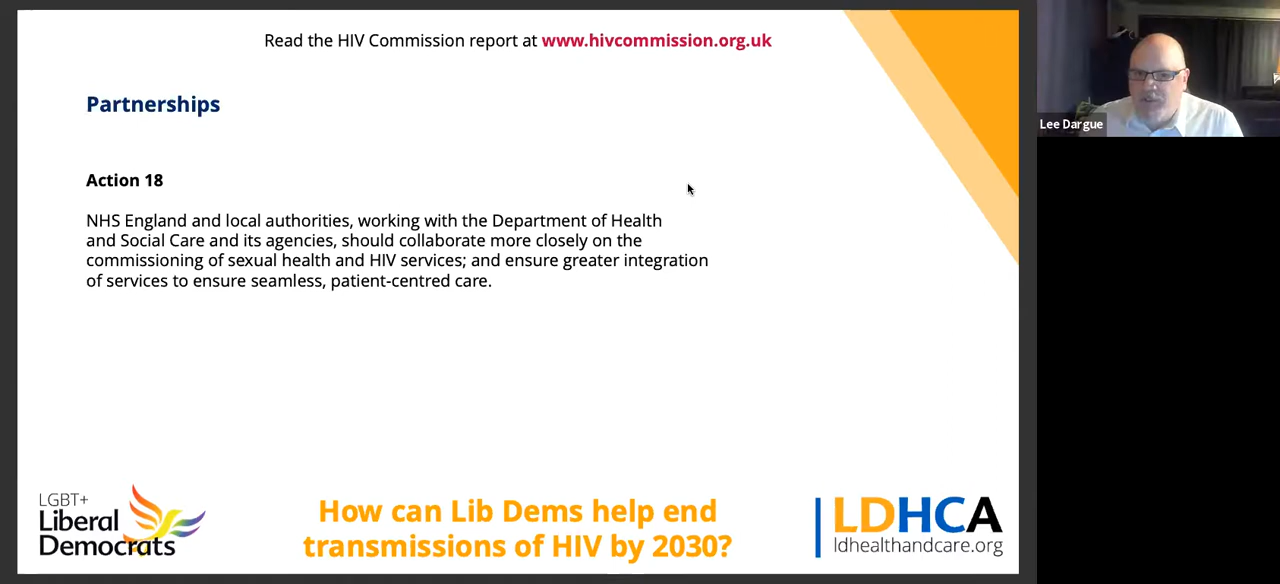 Read the HIV Commission report at www.hivcommission.org.uk
Partnerships
Action 18
NHS England and local authorities, working with the Department of Health
and Social Care and its agencies, should collaborate more closely on the
commissioning of sexual health and HIV services; and ensure greater integration
of services to ensure seamless, patient-centred care.
LGBT+
Liberal
Democrats
How can Lib Dems help end
transmissions of HIV by 2030?
LDHCA
ldhealthandcare.org
Lee Dargue